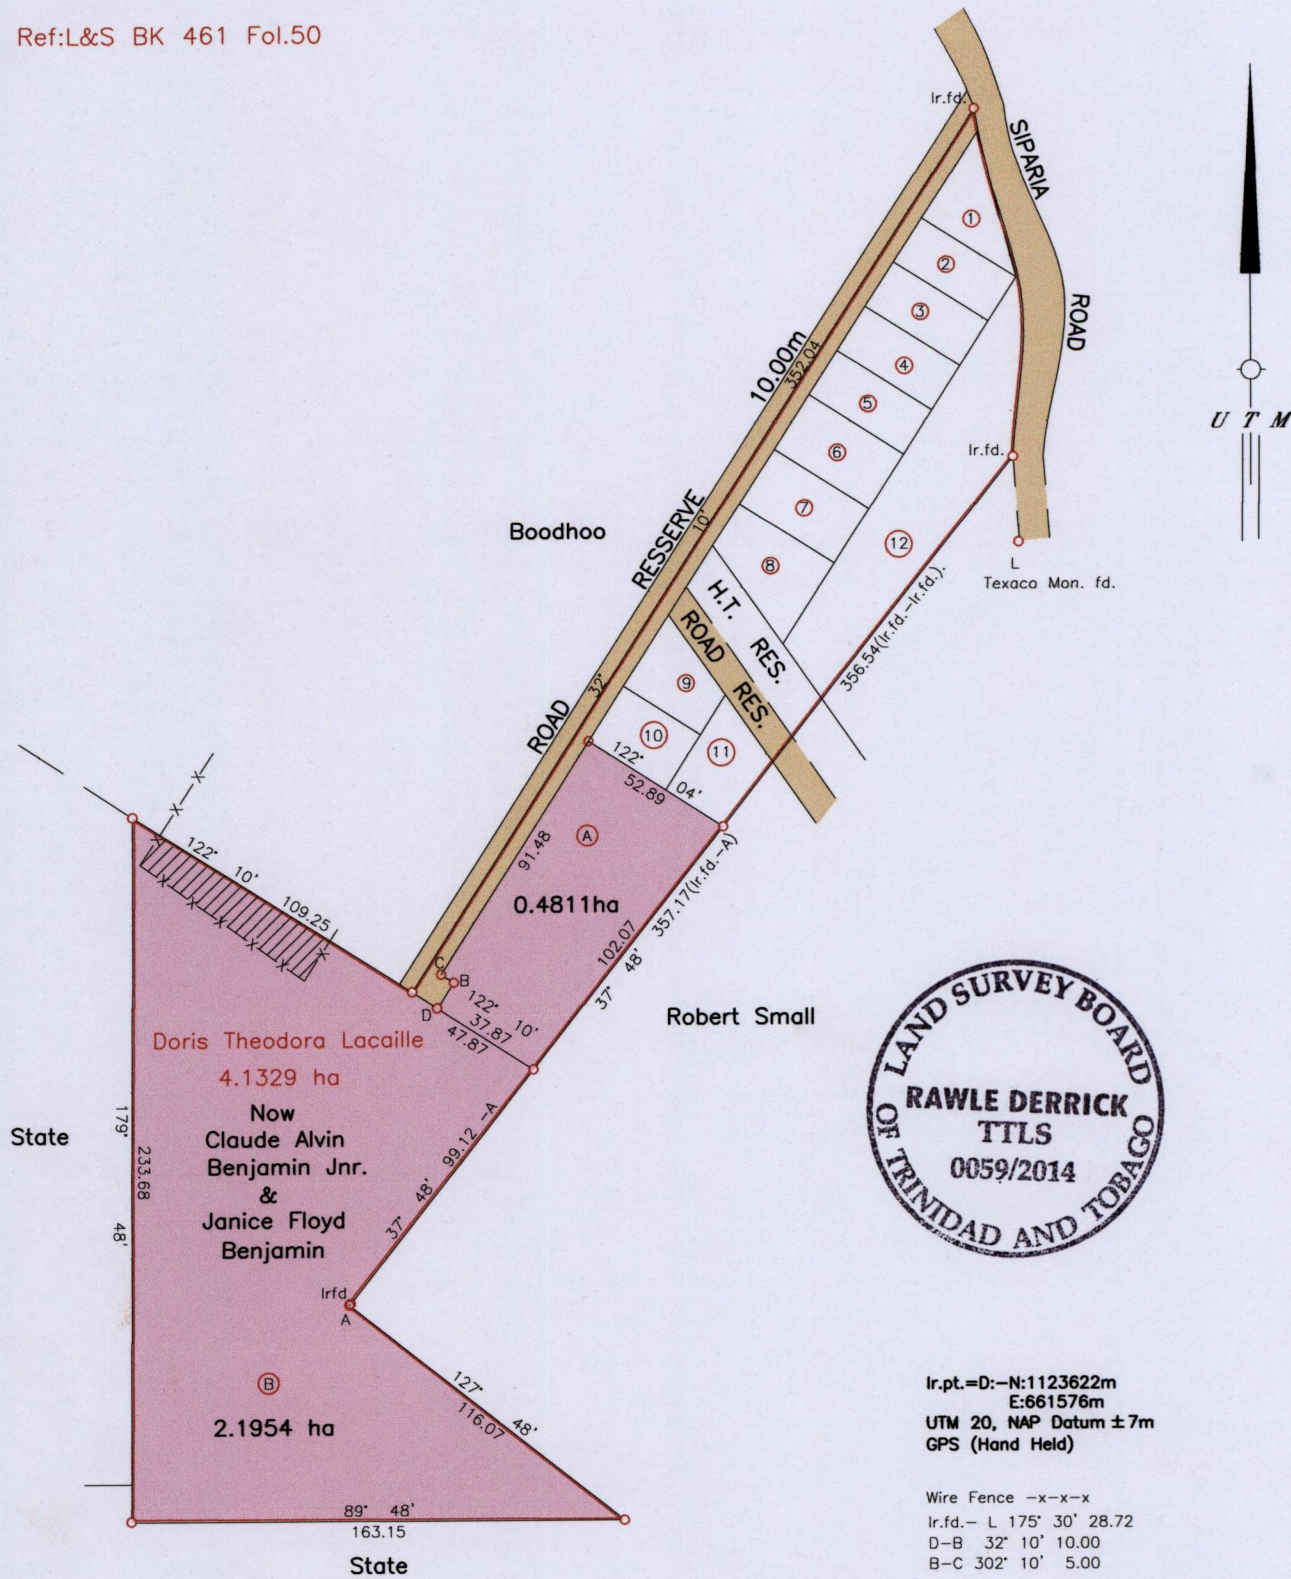 Ref:L&S BK 461 Fol.50
Ir.fd.
SIPARIA
ROAD
1
2
3
4
5
6
7
8
12
10.00m
352.04
U T M
Ir.fd.
L
Texaco Mon. fd.
Boodhoo
RESSERVE
10'
H.T. RES.
ROAD RES.
356.54(Ir.fd.-Ir.fd.).
32°
ROAD
9
10
11
122° 04'
52.89
A
91.48
0.4811ha
102.07
357.17(Ir.fd.-A)
37° 48'
122° 10'
109.25
x—x
x x x x x
C
B
D
122° 10'
37.87
47.87
Robert Small
Doris Theodora Lacaille
4.1329 ha
Now
Claude Alvin
Benjamin Jnr.
&
Janice Floyd
Benjamin
State
179° 48'
233.68
99.12 -A
37° 48'
Irfd
A
B
2.1954 ha
127° 48'
116.07
89° 48'
163.15
State
LAND SURVEY BOARD
OF TRINIDAD AND TOBAGO
RAWLE DERRICK
TTLS
0059/2014
Ir.pt.=D:-N:1123622m
E:661576m
UTM 20, NAP Datum ±7m
GPS (Hand Held)
Wire Fence -x-x-x
Ir.fd.- L 175° 30' 28.72
D-B 32° 10' 10.00
B-C 302° 10' 5.00